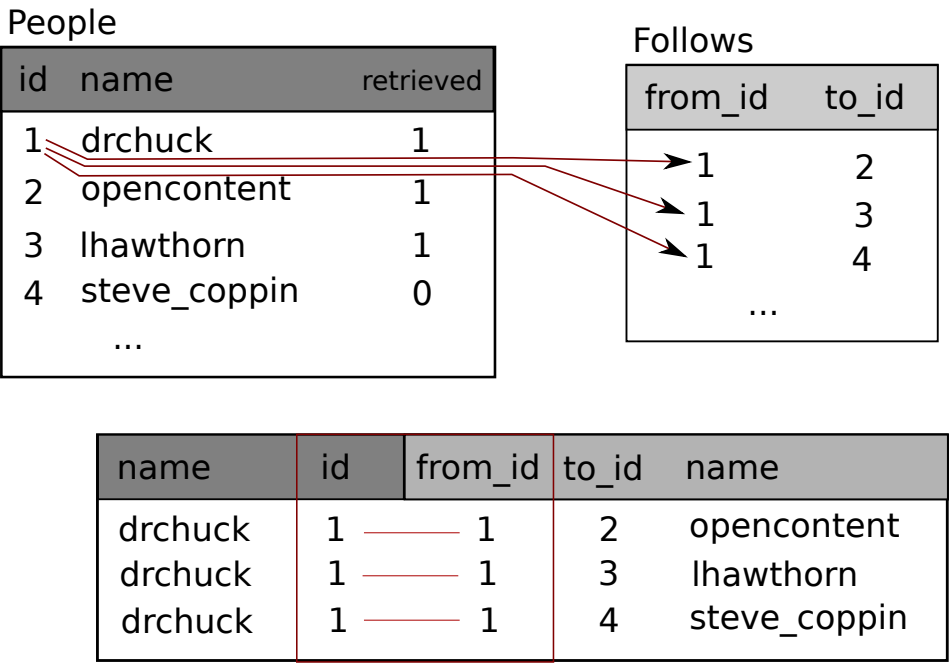 People
id name retrieved
1 drchuck 1
2 opencontent 1
3 lhawthorn 1
4 steve_coppin 0
...
Follows
from_id to_id
1 2
1 3
1 4
...
name id from_id to_id name
drchuck 1 1 2 opencontent
drchuck 1 1 3 lhawthorn
drchuck 1 1 4 steve_coppin